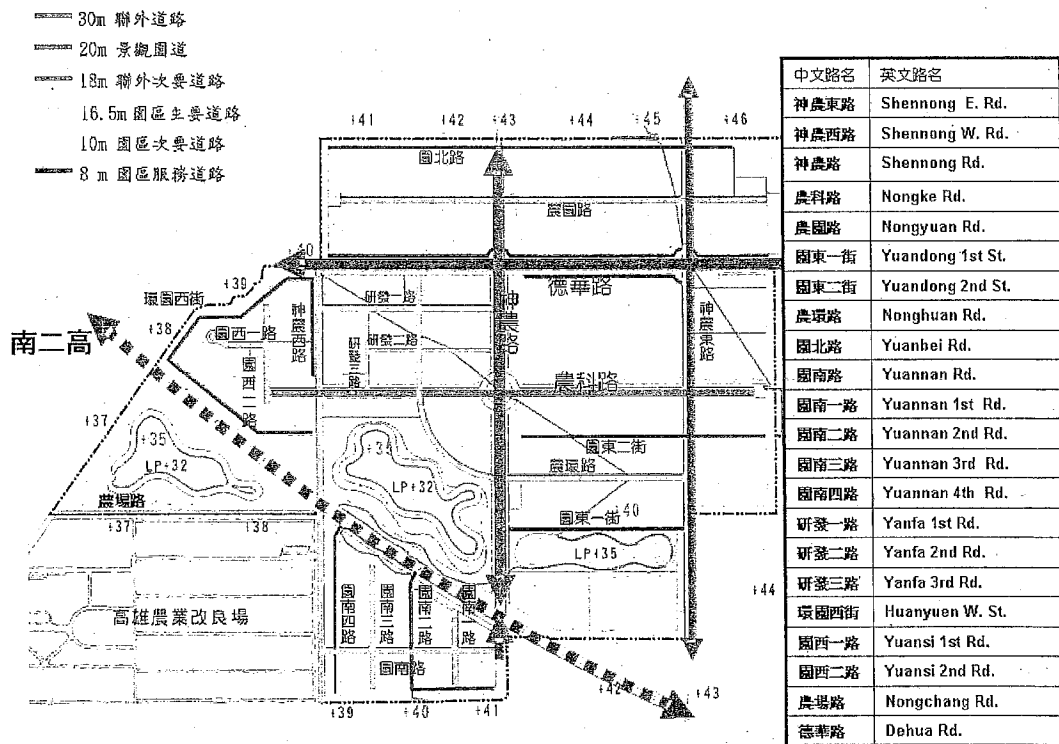 30m 聯外道路
20m 景觀園道
18m 聯外次要道路
16.5m 園區主要道路
10m 園區次要道路
8 m 園區服務道路
+41
+42
+43
+44
+45
+46
園北路
農園路
+40
德華路
+39
環園西街
+38
南二高
園西一路
園西二路
神農西路
研發一路
研發二路
研發三路
神農路
神農東路
農科路
+37
+35
LP+32
農場路
+37
+38
LP+32
園東二街
農環路
+40
園東一街
LP+35
+44
高雄農業改良場
園南四路
園南三路
園南二路
園南一路
園南路
+39
+40
+41
+42
+43
中文路名 英文路名
神農東路 Shennong E. Rd.
神農西路 Shennong W. Rd.
神農路 Shennong Rd.
農科路 Nongke Rd.
農園路 Nongyuan Rd.
園東一街 Yuandong 1st St.
園東二街 Yuandong 2nd St.
農環路 Nonghuan Rd.
園北路 Yuanbei Rd.
園南路 Yuannan Rd.
園南一路 Yuannan 1st Rd.
園南二路 Yuannan 2nd Rd.
園南三路 Yuannan 3rd Rd.
園南四路 Yuannan 4th Rd.
研發一路 Yanfa 1st Rd.
研發二路 Yanfa 2nd Rd.
研發三路 Yanfa 3rd Rd.
環園西街 Huanyuen W. St.
園西一路 Yuansi 1st Rd.
園西二路 Yuansi 2nd Rd.
農場路 Nongchang Rd.
德華路 Dehua Rd.